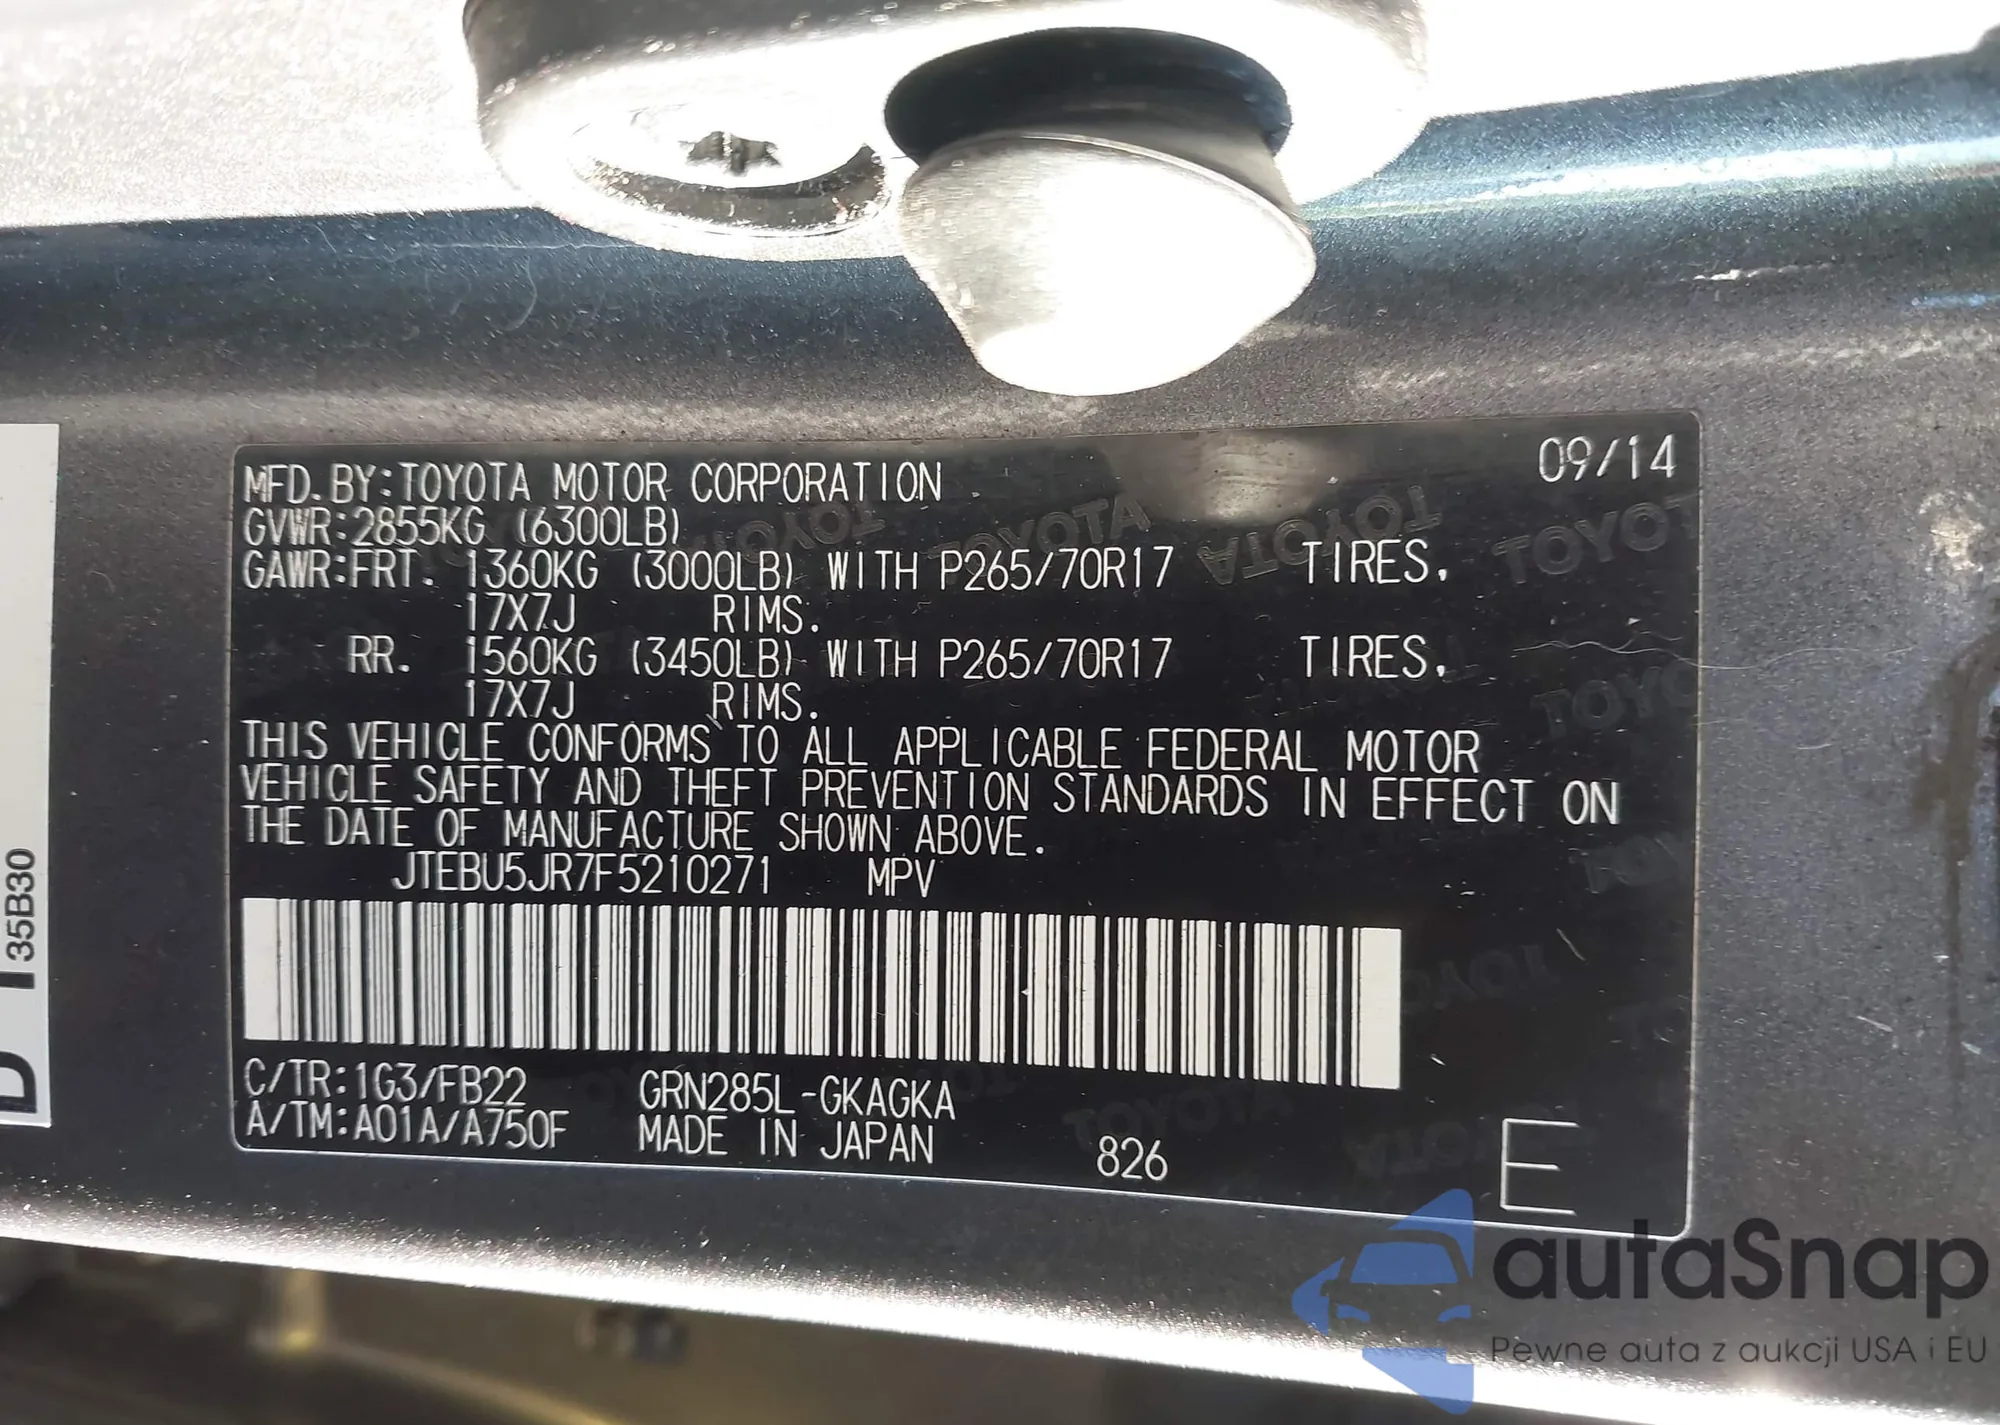 09/14
MFD. BY: TOYOTA MOTOR CORPORATION
GVWR: 2855KG (6300LB)
GAWR: FRT. 1360KG (3000LB) WITH P265/70R17 TIRES,
17X7J RIMS.
RR. 1560KG (3450LB) WITH P265/70R17 TIRES,
17X7J RIMS.
THIS VEHICLE CONFORMS TO ALL APPLICABLE FEDERAL MOTOR
VEHICLE SAFETY AND THEFT PREVENTION STANDARDS IN EFFECT ON
THE DATE OF MANUFACTURE SHOWN ABOVE.
JTEBU5JR7F5210271 MPV
C/TR: 1G3/FB22 GRN285L-GKAGKA
A/TM: A01A/A750F MADE IN JAPAN 826 E
35B30
autaSnap
Pewne auta z aukcji USA i EU